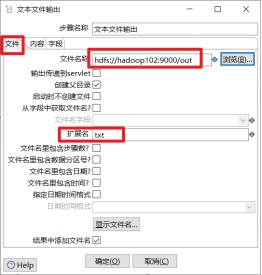 文本文件输出
步骤名称 文本文件输出
文件 内容 字段
文件名称 hdfs://hadoop102:9000/out 浏览(B)...
输出传递到servlet
创建父目录
启动时不创建文件
从字段中获取文件名?
文件名字段
扩展名 txt
文件名里包含步骤数?
文件名里包含数据分区号?
文件名里包含日期?
文件名里包含时间?
指定日期时间格式
日期时间格式
显示文件名...
结果中添加文件名
Help 确定(O) 取消(C)